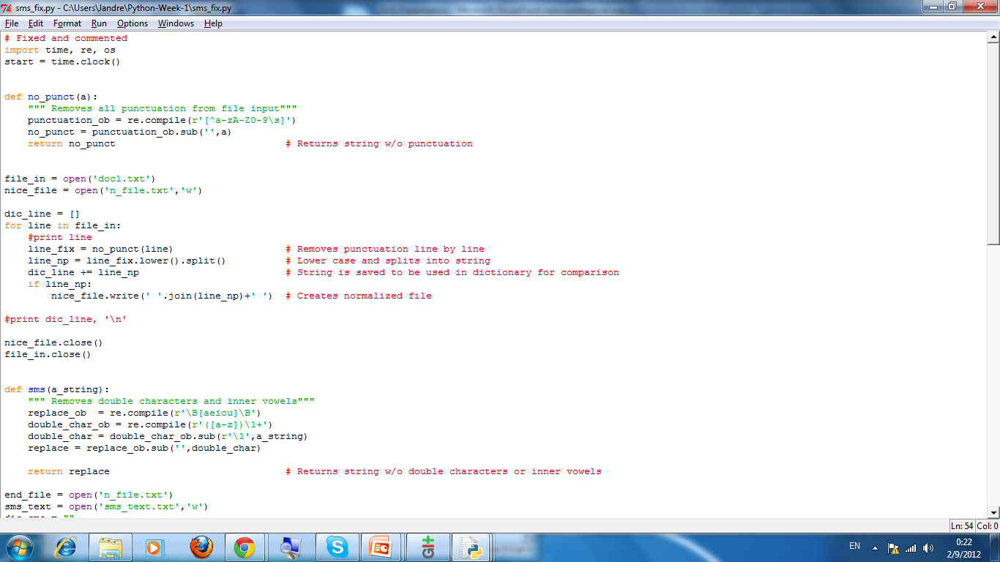 sms_fix.py - C:\Users\Jandre\Python-Week-1\sms_fix.py
File Edit Format Run Options Windows Help
# Fixed and commented
import time, re, os
start = time.clock()
def no_punct(a):
    """ Removes all punctuation from file input"""
    punctuation_ob = re.compile(r'[^a-zA-Z0-9\s]')
    no_punct = punctuation_ob.sub('',a)
    return no_punct                             # Returns string w/o punctuation
file_in = open('doc1.txt')
nice_file = open('n_file.txt','w')
dic_line = []
for line in file_in:
    #print line
    line_fix = no_punct(line)                   # Removes punctuation line by line
    line_np = line_fix.lower().split()          # Lower case and splits into string
    dic_line += line_np                         # String is saved to be used in dictionary for comparison
    if line_np:
        nice_file.write(' '.join(line_np)+' ')  # Creates normalized file
#print dic_line, '\n'
nice_file.close()
file_in.close()
def sms(a_string):
    """ Removes double characters and inner vowels"""
    replace_ob  = re.compile(r'\B[aeiou]\B')
    double_char_ob = re.compile(r'([a-z])\1+')
    double_char = double_char_ob.sub(r'\1',a_string)
    replace = replace_ob.sub('',double_char)
    return replace                              # Returns string w/o double characters or inner vowels
end_file = open('n_file.txt')
sms_text = open('sms_text.txt','w')
Ln: 54 Col: 0
EN
0:22
2/9/2012
git